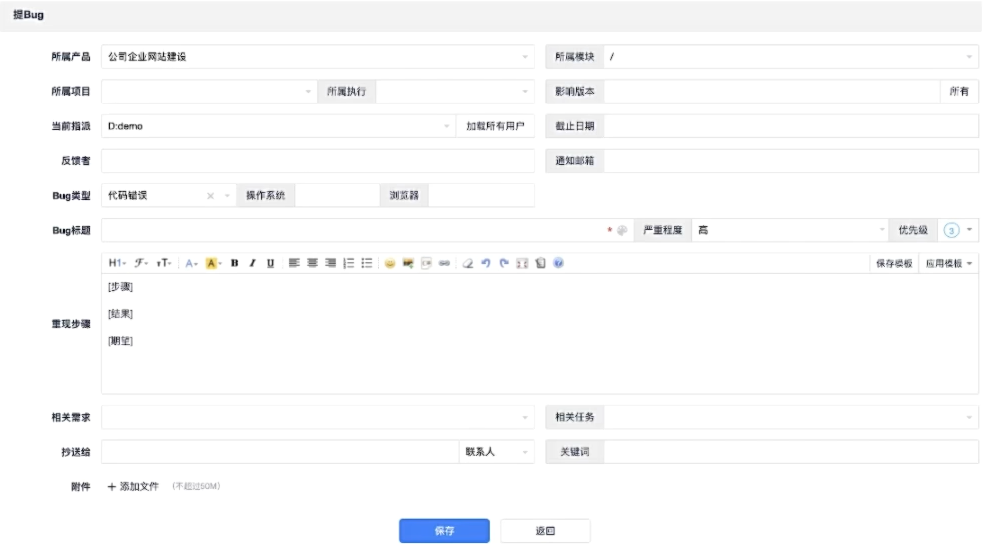 提Bug
所属产品 公司企业网站建设 所属模块 /
所属项目 所属执行 影响版本 所有
当前指派 D:demo 加载所有用户 截止日期
反馈者 通知邮箱
Bug类型 代码错误 × 操作系统 浏览器
Bug标题 * 严重程度 高 优先级 3
H1 F тT A A B I U 保存模板 应用模板
[步骤]
[结果]
重现步骤
[期望]
相关需求 相关任务
抄送给 联系人 关键词
附件 + 添加文件 (不超过50M)
保存 返回